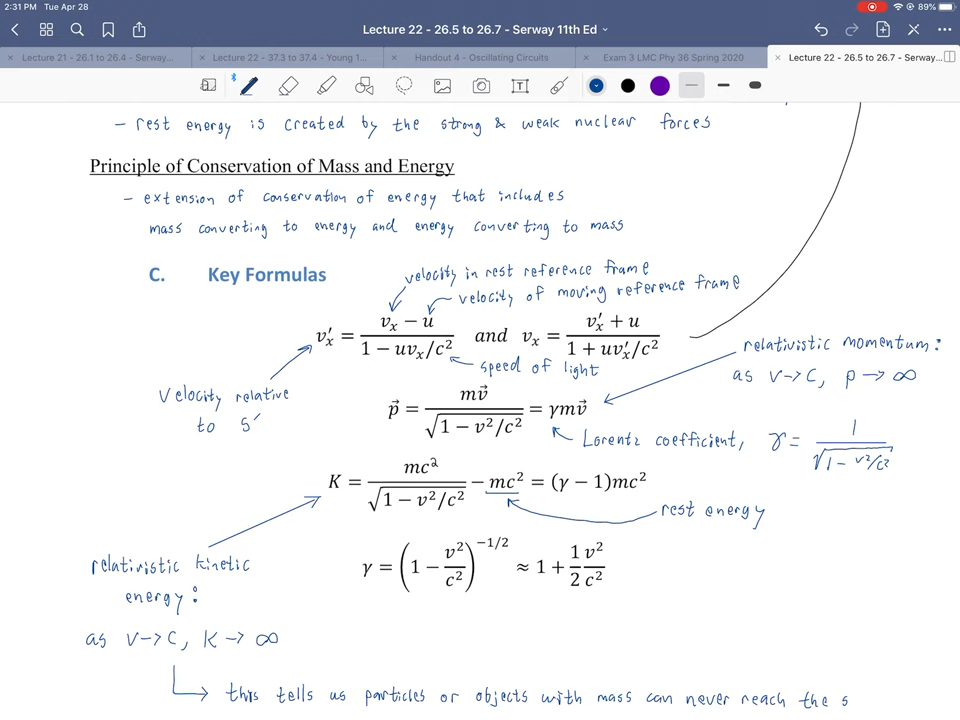 2:31 PM Tue Apr 28
89%
Lecture 22 - 26.5 to 26.7 - Serway 11th Ed
Lecture 21 - 26.1 to 26.4 - Serway...
Lecture 22 - 37.3 to 37.4 - Young 1...
Handout 4 - Oscillating Circuits
Exam 3 LMC Phy 36 Spring 2020
Lecture 22 - 26.5 to 26.7 - Serw...
- rest energy is created by the strong & weak nuclear forces
Principle of Conservation of Mass and Energy
- extension of conservation of energy that includes
mass converting to energy and energy converting to mass
C. Key Formulas
velocity in rest reference frame
velocity of moving reference frame
v′ₓ = (vₓ − u)/(1 − uvₓ/c²) and vₓ = (v′ₓ + u)/(1 + uv′ₓ/c²)
speed of light
relativistic momentum:
as v→c, p→∞
velocity relative
to S′
p⃗ = mv⃗/√(1 − v²/c²) = γmv⃗
Lorentz coefficient, γ = 1/√(1 − v²/c²)
K = mc²/√(1 − v²/c²) − mc² = (γ − 1)mc²
rest energy
γ = (1 − v²/c²)^(−1/2) ≈ 1 + 1/2 v²/c²
relativistic kinetic
energy:
as v→c, K→∞
this tells us particles or objects with mass can never reach the s